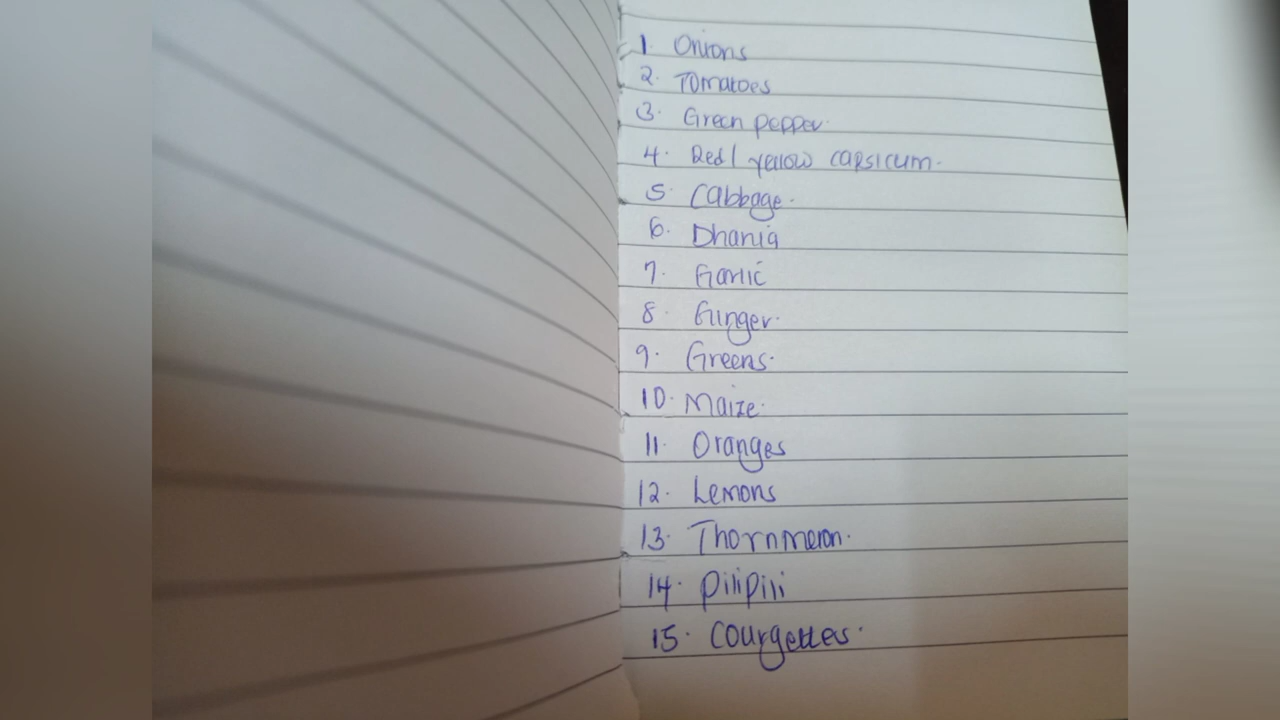 1. Onions
2. Tomatoes
3. Green pepper.
4. Red/ yellow capsicum.
5. Cabbage.
6. Dhania
7. Garlic
8. Ginger.
9. Greens.
10. Maize.
11. Oranges
12. Lemons
13. Thornmelon.
14. Pilipili
15. Courgettes.